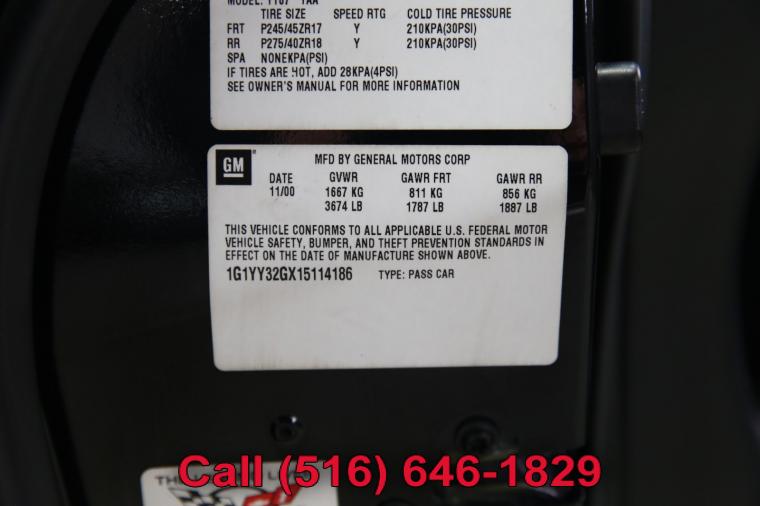 MODEL: YY07 YAA
TIRE SIZE SPEED RTG COLD TIRE PRESSURE
FRT P245/45ZR17 Y 210KPA(30PSI)
RR P275/40ZR18 Y 210KPA(30PSI)
SPA NONEKPA(PSI)
IF TIRES ARE HOT, ADD 28KPA(4PSI)
SEE OWNER'S MANUAL FOR MORE INFORMATION
GM
MFD BY GENERAL MOTORS CORP
DATE GVWR GAWR FRT GAWR RR
11/00 1667 KG 811 KG 856 KG
3674 LB 1787 LB 1887 LB
THIS VEHICLE CONFORMS TO ALL APPLICABLE U.S. FEDERAL MOTOR
VEHICLE SAFETY, BUMPER, AND THEFT PREVENTION STANDARDS IN
EFFECT ON THE DATE OF MANUFACTURE SHOWN ABOVE.
1G1YY32GX15114186 TYPE: PASS CAR
Call (516) 646-1829